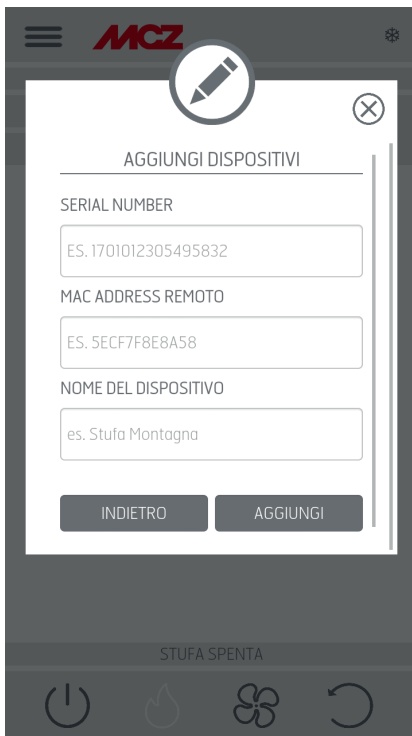 MCZ
AGGIUNGI DISPOSITIVI
SERIAL NUMBER
ES. 1701012305495832
MAC ADDRESS REMOTO
ES. 5ECF7F8E8A58
NOME DEL DISPOSITIVO
es. Stufa Montagna
INDIETRO AGGIUNGI
STUFA SPENTA